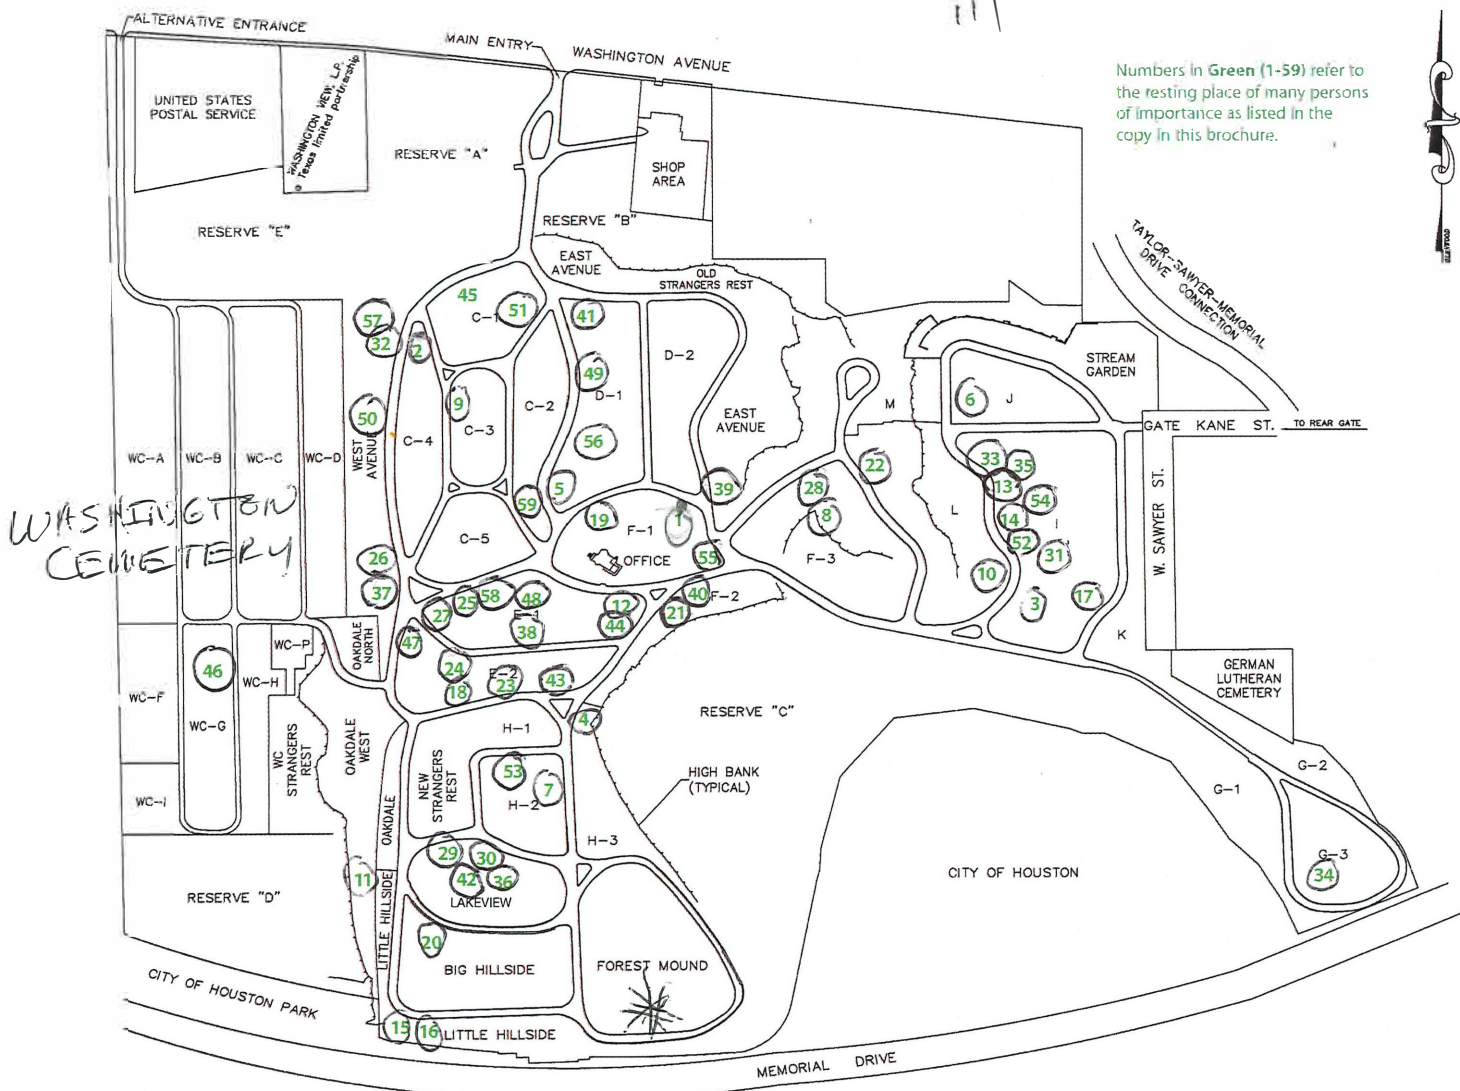 ALTERNATIVE ENTRANCE
MAIN ENTRY
WASHINGTON AVENUE
Numbers in Green (1-59) refer to
the resting place of many persons
of importance as listed in the
copy in this brochure.
UNITED STATES
POSTAL SERVICE
WASHINGTON VIEW, L.P.
a Texas limited partnership
RESERVE "A"
SHOP
AREA
RESERVE "E"
RESERVE "B"
EAST
AVENUE
OLD
STRANGERS REST
TAYLOR-SAWYER-MEMORIAL
DRIVE
CONNECTION
45
C-1
51
41
57
32
2
D-2
STREAM
GARDEN
49
D-1
9
C-2
6
J
M
50
WEST
AVENUE
C-4
C-3
EAST
AVENUE
GATE KANE ST.
TO REAR GATE
56
WC-A
WC-B
WC-C
WC-D
22
33
35
13
5
39
28
54
59
19
F-1
1
8
L
14
I
W. SAWYER ST.
WASHINGTON
CEMETERY
C-5
52
26
OFFICE
55
F-3
31
10
37
58
48
40
F-2
25
12
21
3
17
27
E-1
38
44
47
K
OAKDALE
NORTH
WC-P
46
24
E-2
23
43
18
WC-H
GERMAN
LUTHERAN
CEMETERY
WC-F
WC-G
RESERVE "C"
4
H-1
WC
STRANGERS
REST
OAKDALE
WEST
NEW
STRANGERS
REST
53
7
H-2
HIGH BANK
(TYPICAL)
G-2
G-1
WC-I
OAKDALE
H-3
29
30
G-3
34
11
42
36
LAKEVIEW
CITY OF HOUSTON
RESERVE "D"
LITTLE HILLSIDE
20
BIG HILLSIDE
FOREST MOUND
CITY OF HOUSTON PARK
15
16
LITTLE HILLSIDE
MEMORIAL DRIVE